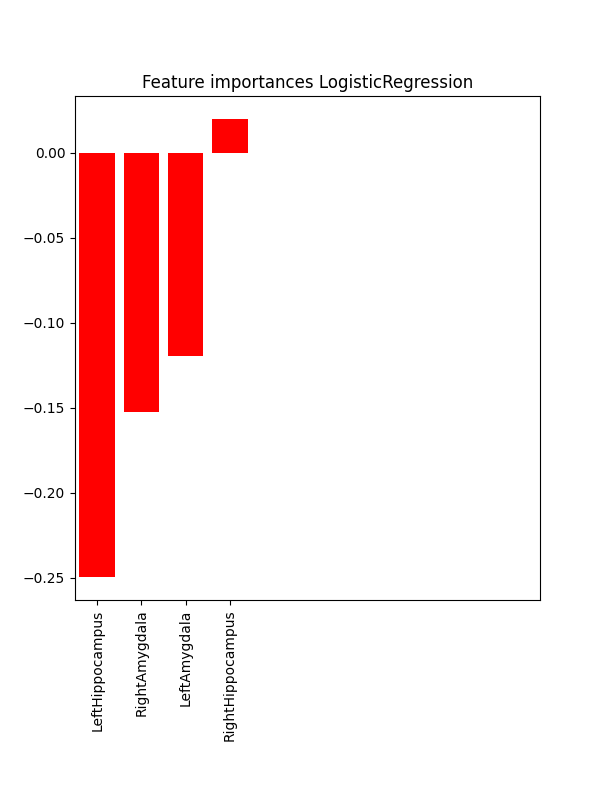 Feature importances LogisticRegression
0.00
−0.05
−0.10
−0.15
−0.20
−0.25
LeftHippocampus
RightAmygdala
LeftAmygdala
RightHippocampus